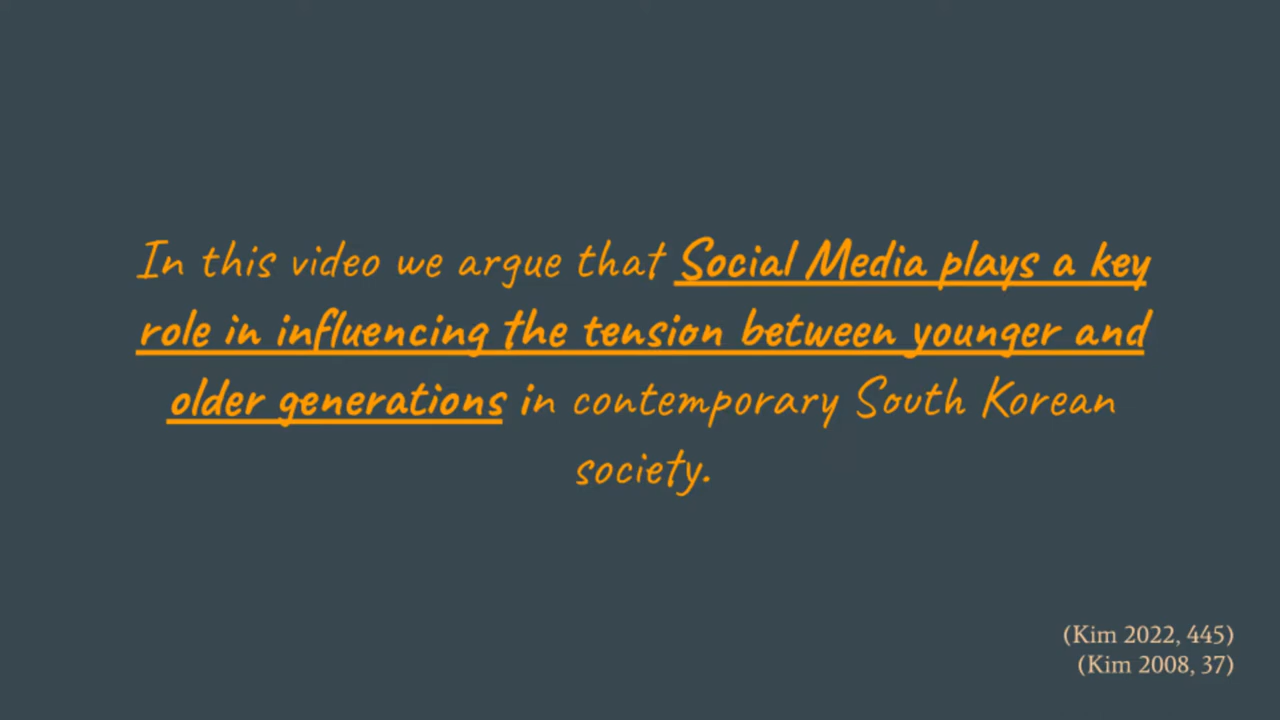 In this video we argue that Social Media plays a key
role in influencing the tension between younger and
older generations in contemporary South Korean
society.
(Kim 2022, 445)
(Kim 2008, 37)